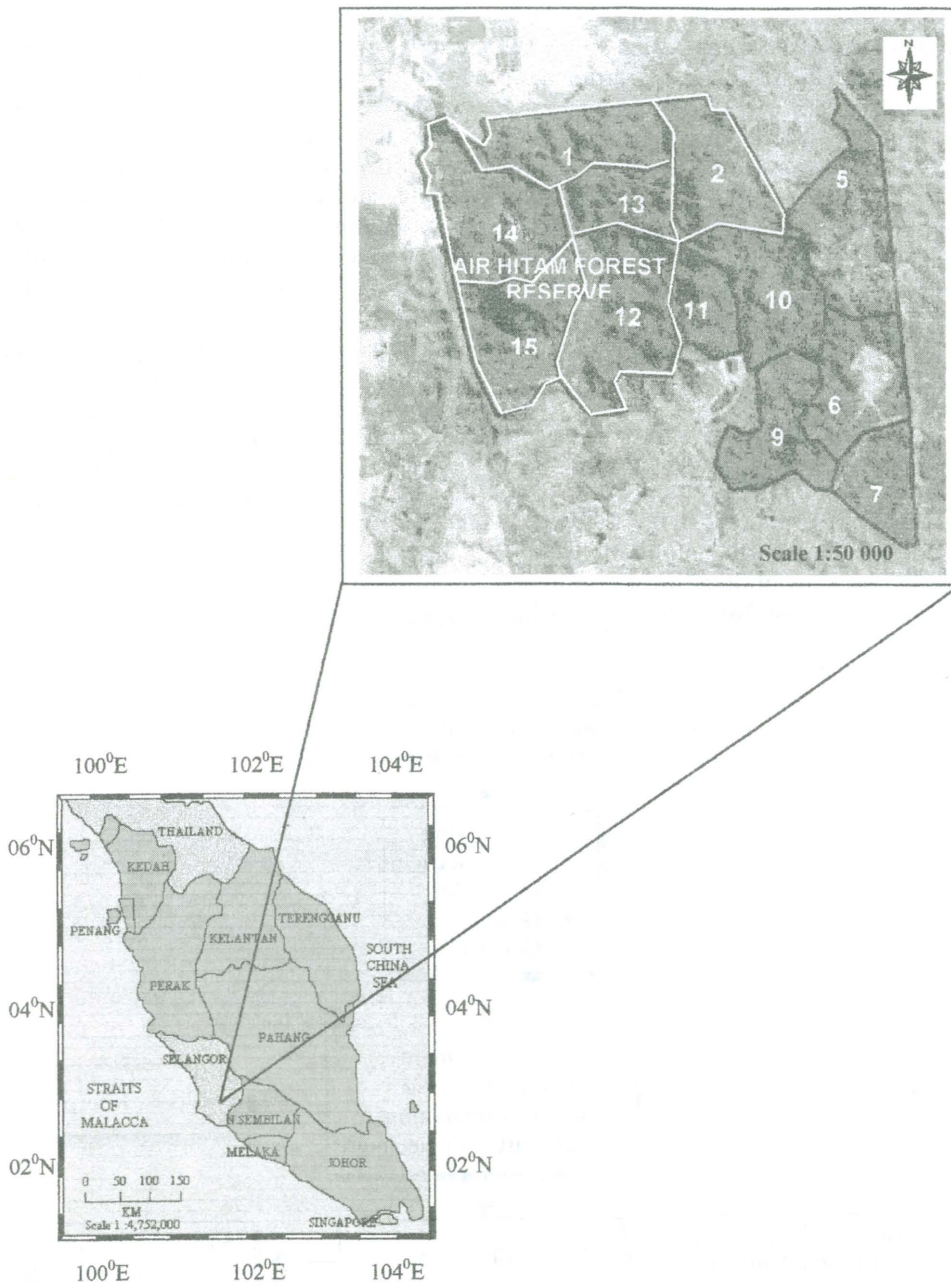 N
1
2
5
13
14
AIR HITAM FOREST
RESERVE
10
11
12
15
6
9
7
Scale 1:50 000
100⁰E 102⁰E 104⁰E
THAILAND
06⁰N 06⁰N
KEDAH
TERENGGANU
PENANG
KELANTAN
SOUTH
CHINA
SEA
PERAK
04⁰N 04⁰N
PAHANG
SELANGOR
STRAITS
OF
MALACCA
N SEMBILAN
MELAKA
JOHOR
02⁰N 02⁰N
0 50 100 150
KM
Scale 1 :4,752,000
SINGAPORE
100⁰E 102⁰E 104⁰E